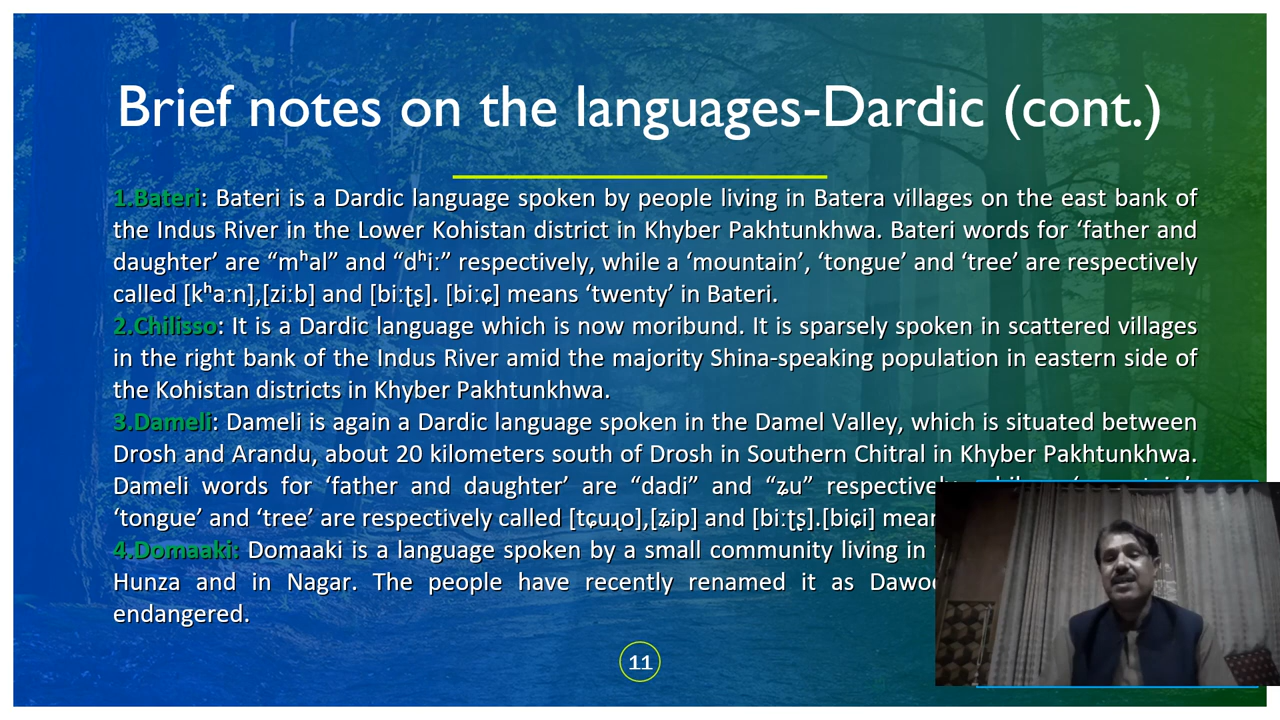 Brief notes on the languages-Dardic (cont.)
1.Bateri: Bateri is a Dardic language spoken by people living in Batera villages on the east bank of
the Indus River in the Lower Kohistan district in Khyber Pakhtunkhwa. Bateri words for ‘father and
daughter’ are “mʰal” and “dʰiː” respectively, while a ‘mountain’, ‘tongue’ and ‘tree’ are respectively
called [kʰaːn],[ziːb] and [biːʈʂ]. [biːɕ] means ‘twenty’ in Bateri.
2.Chilisso: It is a Dardic language which is now moribund. It is sparsely spoken in scattered villages
in the right bank of the Indus River amid the majority Shina-speaking population in eastern side of
the Kohistan districts in Khyber Pakhtunkhwa.
3.Dameli: Dameli is again a Dardic language spoken in the Damel Valley, which is situated between
Drosh and Arandu, about 20 kilometers south of Drosh in Southern Chitral in Khyber Pakhtunkhwa.
Dameli words for ‘father and daughter’ are “dadi” and “ʑu”
‘tongue’ and ‘tree’ are respectively called [tɕuɻo],[ʑip] and [biːʈʂ].[biɕi]
4.Domaaki: Domaaki is a language spoken by a small community living in
Hunza and in Nagar. The people have recently renamed it as
endangered.
11